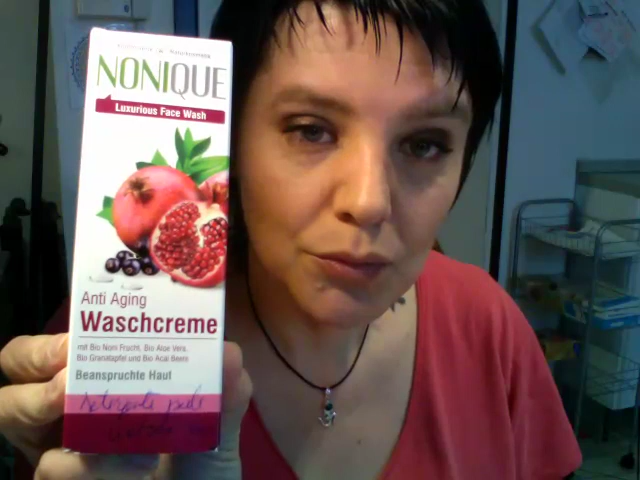 NONIQUE
Luxurious Face Wash
Anti Aging
Waschcreme
mit Bio Noni Frucht, Bio Aloe Vera,
Bio Granatapfel und Bio Acai Beere
Beanspruchte Haut